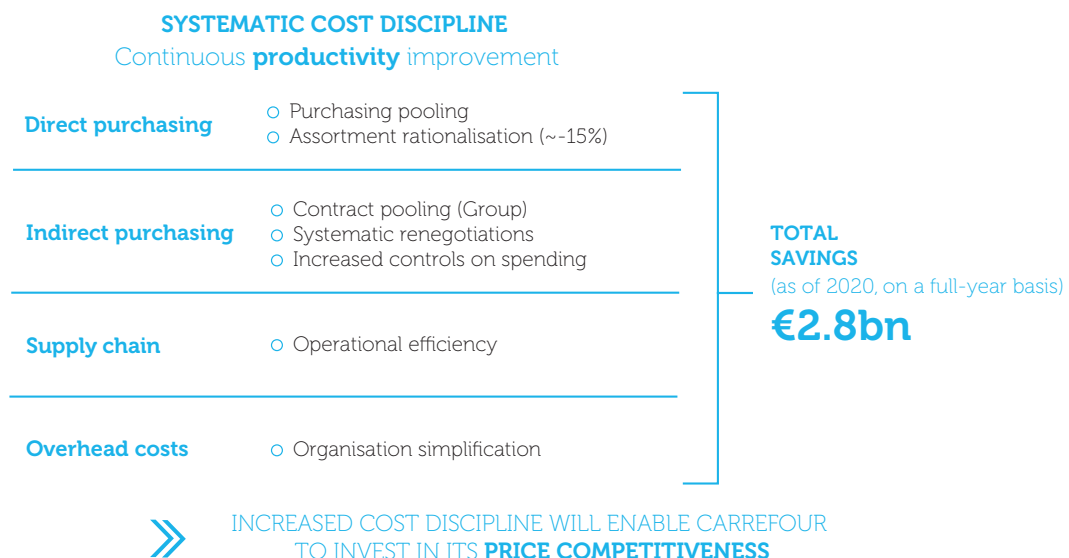 SYSTEMATIC COST DISCIPLINE
Continuous productivity improvement
Direct purchasing
Purchasing pooling
Assortment rationalisation (~-15%)
Indirect purchasing
Contract pooling (Group)
Systematic renegotiations
Increased controls on spending
Supply chain
Operational efficiency
Overhead costs
Organisation simplification
TOTAL
SAVINGS
(as of 2020, on a full-year basis)
€2.8bn
INCREASED COST DISCIPLINE WILL ENABLE CARREFOUR
TO INVEST IN ITS PRICE COMPETITIVENESS